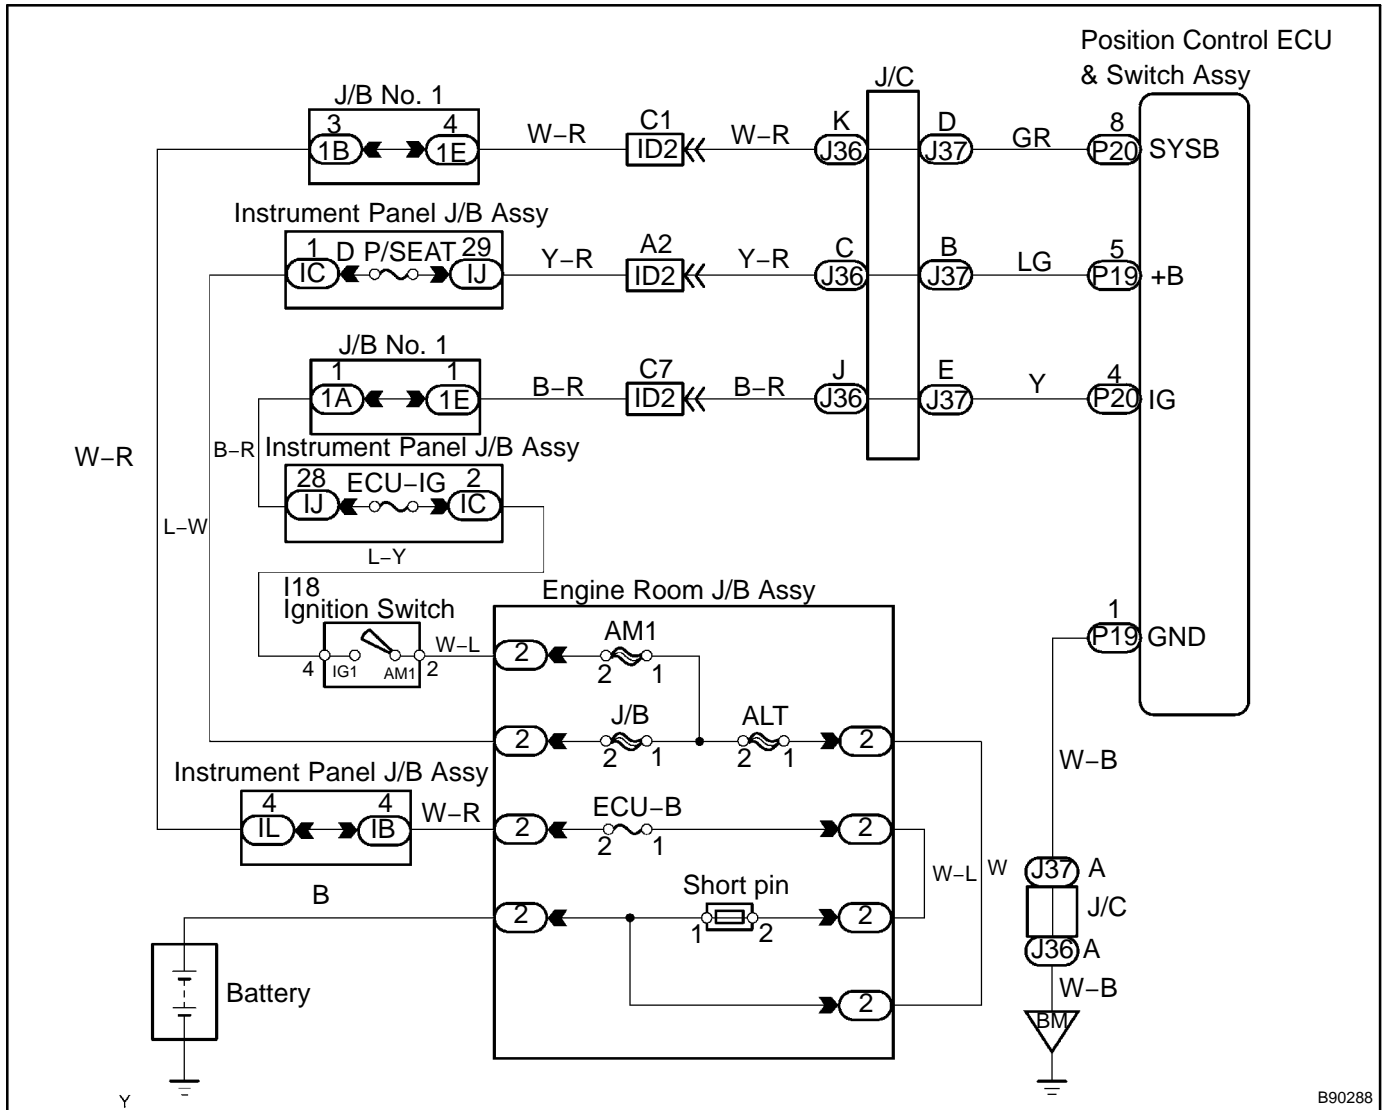 Position Control ECU
& Switch Assy
J/C
J/B No. 1
3 4 C1 K D 8
1B 1E W–R ID2 W–R J36 J37 GR P20 SYSB
Instrument Panel J/B Assy
1 D P/SEAT 29 A2 C B 5
IC IJ Y–R ID2 Y–R J36 J37 LG P19 +B
J/B No. 1
1 1 C7 J E 4
1A 1E B–R ID2 B–R J36 J37 Y P20 IG
W–R B–R Instrument Panel J/B Assy
28 ECU–IG 2
IJ IC
L–W
L–Y
I18
Ignition Switch
Engine Room J/B Assy
4 IG1 AM1 2 W–L 2 AM1
2 1
1
P19 GND
2 J/B ALT 2
2 1 2 1
W–B
Instrument Panel J/B Assy
4 4
IL IB W–R 2 ECU–B 2
2 1
W–L W
B
2 Short pin 2
1 2
J37 A
J/C
J36 A
Battery
2
W–B
BM
Y
B90288